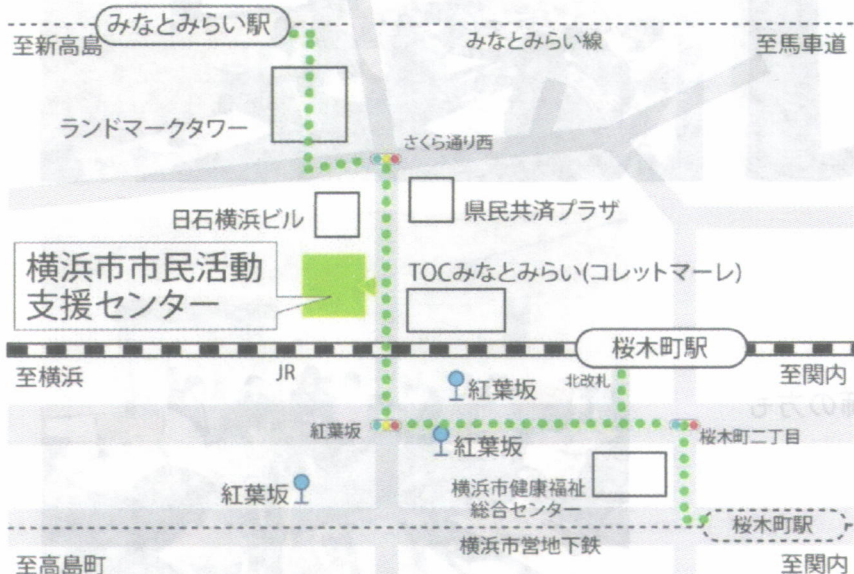 みなとみらい駅
至新高島
みなとみらい線
至馬車道
ランドマークタワー
さくら通り西
日石横浜ビル
県民共済プラザ
横浜市市民活動
支援センター
TOCみなとみらい(コレットマーレ)
桜木町駅
至横浜
JR
紅葉坂
北改札
至関内
紅葉坂
紅葉坂
桜木町二丁目
紅葉坂
横浜市健康福祉
総合センター
桜木町駅
横浜市営地下鉄
至高島町
至関内